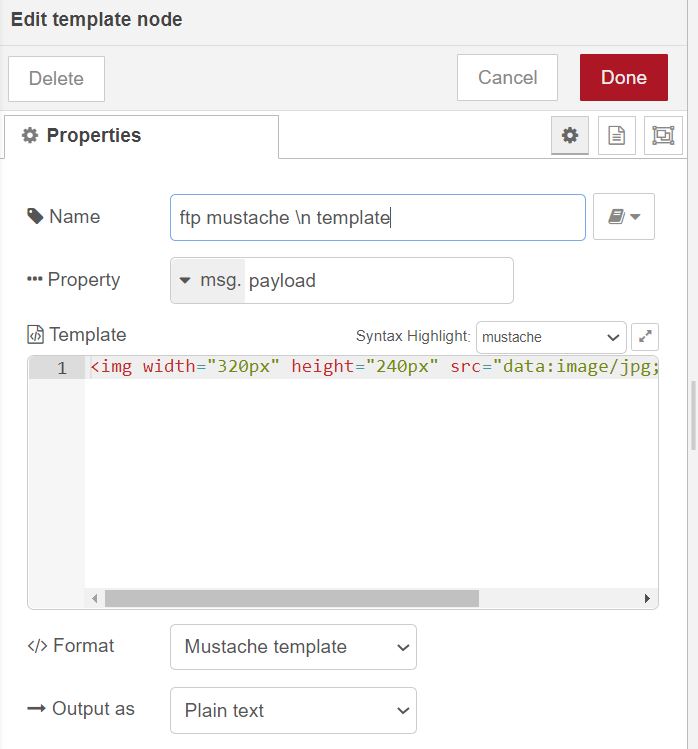 Edit template node
Delete
Cancel
Done
Properties
Name
ftp mustache \n template
Property
msg. payload
Template
Syntax Highlight: mustache
1 <img width="320px" height="240px" src="data:image/jpg;
</> Format
Mustache template
Output as
Plain text